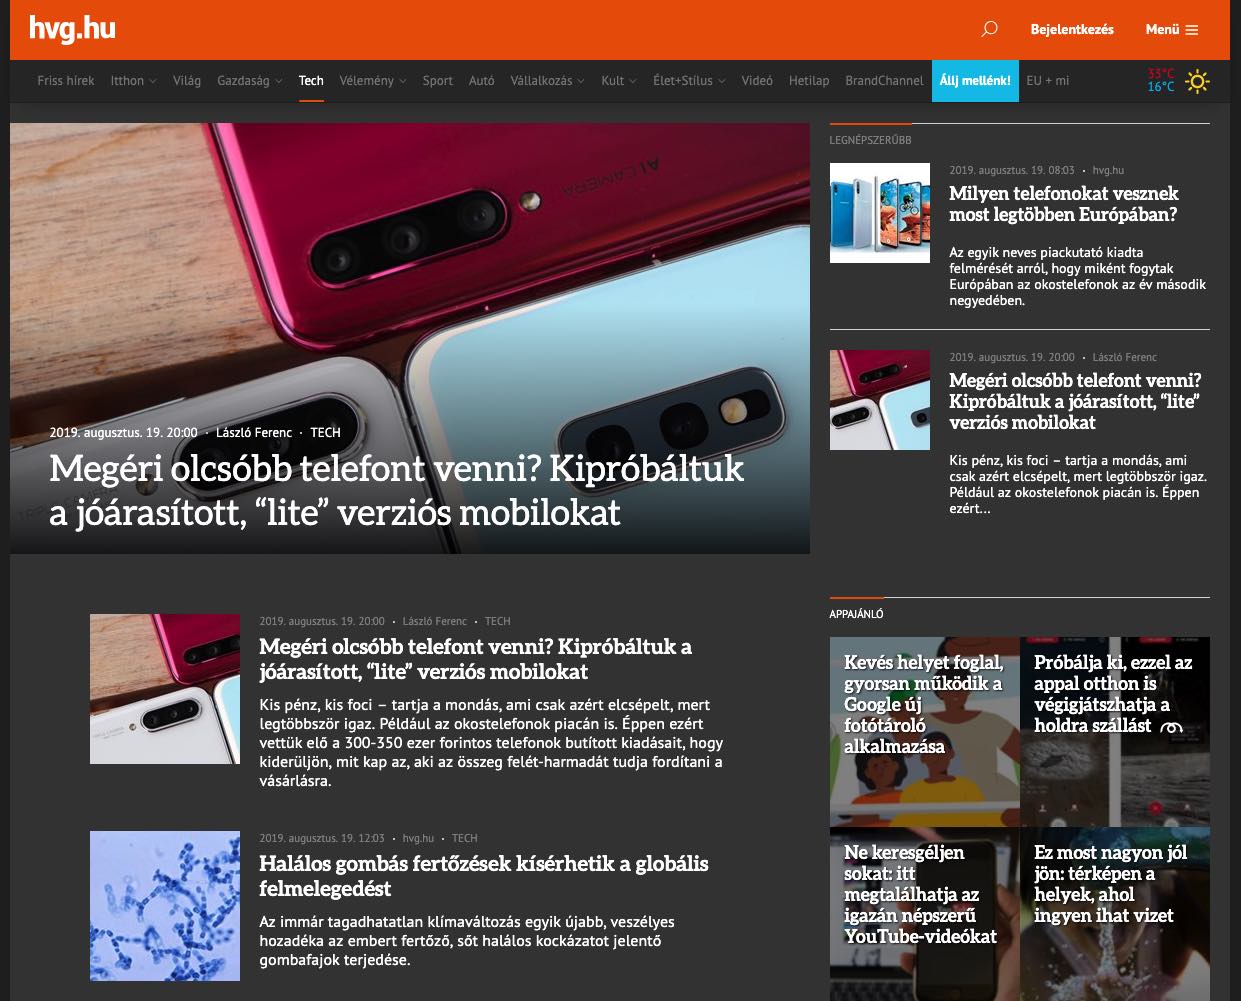 hvg.hu
Bejelentkezés
Menü
Friss hírek
Itthon
Világ
Gazdaság
Tech
Vélemény
Sport
Autó
Vállalkozás
Kult
Élet+Stílus
Videó
Hetilap
BrandChannel
Állj mellénk!
EU + mi
33°C
16°C
AI CAMERA
2019. augusztus. 19. 20:00 · László Ferenc · TECH
Megéri olcsóbb telefont venni? Kipróbáltuk
a jóárasított, “lite” verziós mobilokat
LEGNÉPSZERŰBB
2019. augusztus. 19. 08:03 · hvg.hu
Milyen telefonokat vesznek
most legtöbben Európában?
Az egyik neves piackutató kiadta
felmérését arról, hogy miként fogytak
Európában az okostelefonok az év második
negyedében.
2019. augusztus. 19. 20:00 · László Ferenc
Megéri olcsóbb telefont venni?
Kipróbáltuk a jóárasított, “lite”
verziós mobilokat
Kis pénz, kis foci – tartja a mondás, ami
csak azért elcsépelt, mert legtöbbször igaz.
Például az okostelefonok piacán is. Éppen
ezért...
2019. augusztus. 19. 20:00 · László Ferenc · TECH
Megéri olcsóbb telefont venni? Kipróbáltuk a
jóárasított, “lite” verziós mobilokat
Kis pénz, kis foci – tartja a mondás, ami csak azért elcsépelt, mert
legtöbbször igaz. Például az okostelefonok piacán is. Éppen ezért
vettük elő a 300-350 ezer forintos telefonok butított kiadásait, hogy
kiderüljön, mit kap az, aki az összeg felét-harmadát tudja fordítani a
vásárlásra.
2019. augusztus. 19. 12:03 · hvg.hu · TECH
Halálos gombás fertőzések kísérhetik a globális
felmelegedést
Az immár tagadhatatlan klímaváltozás egyik újabb, veszélyes
hozadéka az embert fertőző, sőt halálos kockázatot jelentő
gombafajok terjedése.
APPAJÁNLÓ
Kevés helyet foglal,
gyorsan működik a
Google új
fotótároló
alkalmazása
Próbálja ki, ezzel az
appal otthon is
végigjátszhatja a
holdra szállást
Ne keresgéljen
sokat: itt
megtalálhatja az
igazán népszerű
YouTube-videókat
Ez most nagyon jól
jön: térképen a
helyek, ahol
ingyen ihat vizet